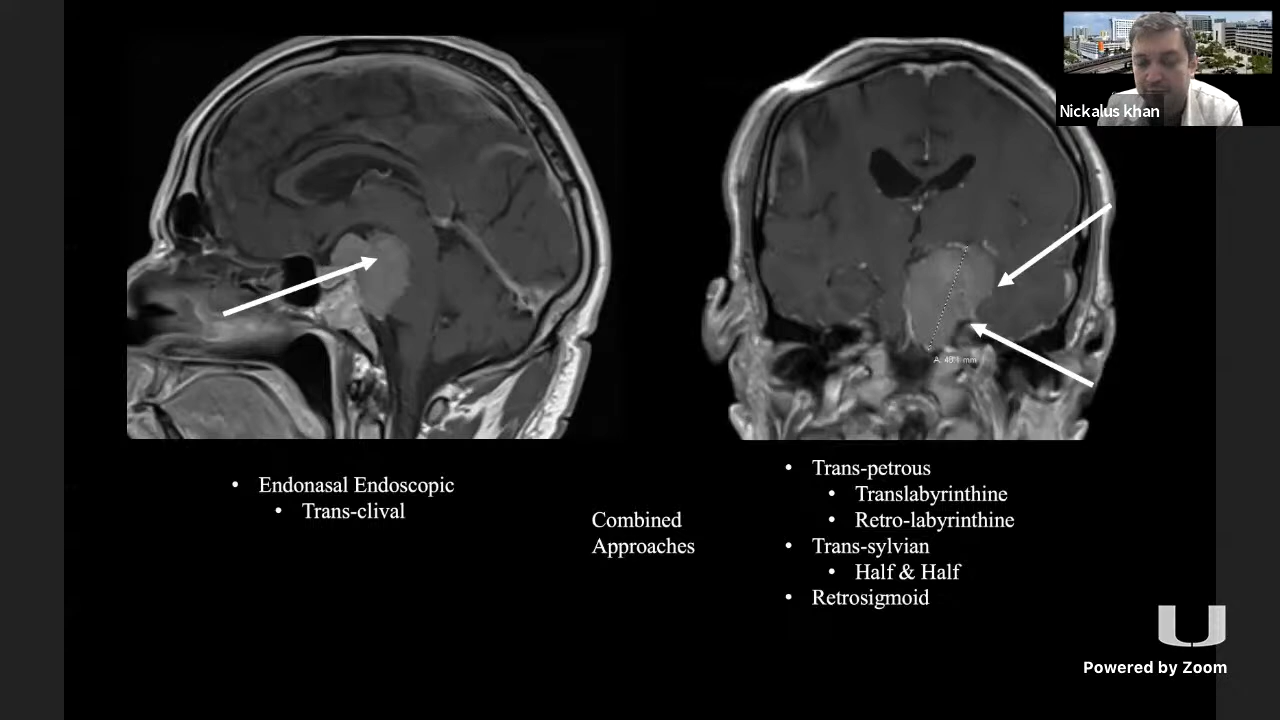 Nickalus khan
• Endonasal Endoscopic
• Trans-clival
Combined
Approaches
• Trans-petrous
• Translabyrinthine
• Retro-labyrinthine
• Trans-sylvian
• Half & Half
• Retrosigmoid
U
Powered by Zoom